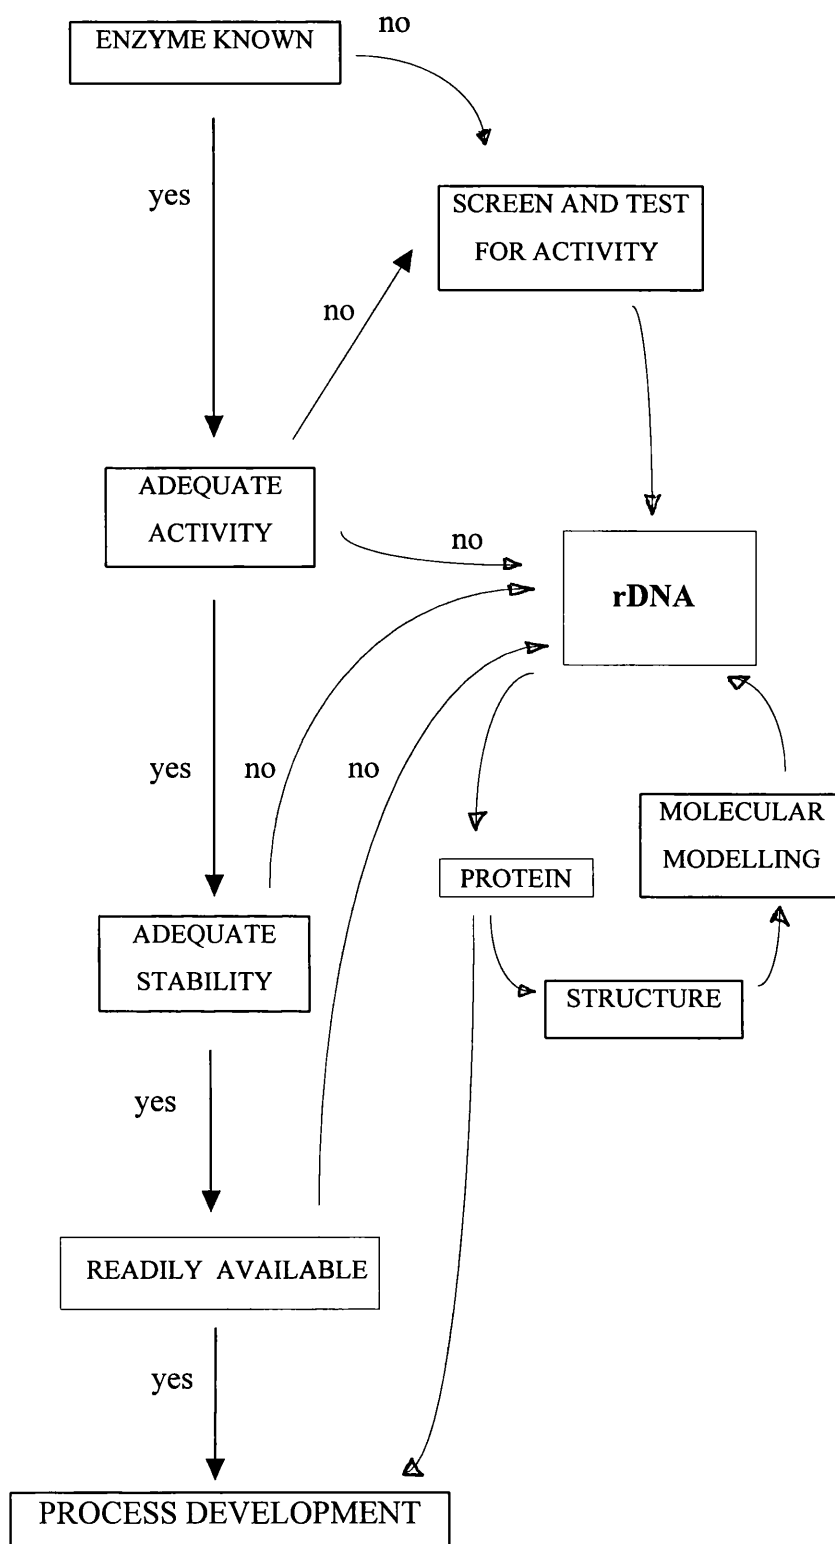 ENZYME KNOWN
no
yes
SCREEN AND TEST
FOR ACTIVITY
no
ADEQUATE
ACTIVITY
no
rDNA
yes
no
no
MOLECULAR
MODELLING
PROTEIN
ADEQUATE
STABILITY
STRUCTURE
yes
READILY AVAILABLE
yes
PROCESS DEVELOPMENT